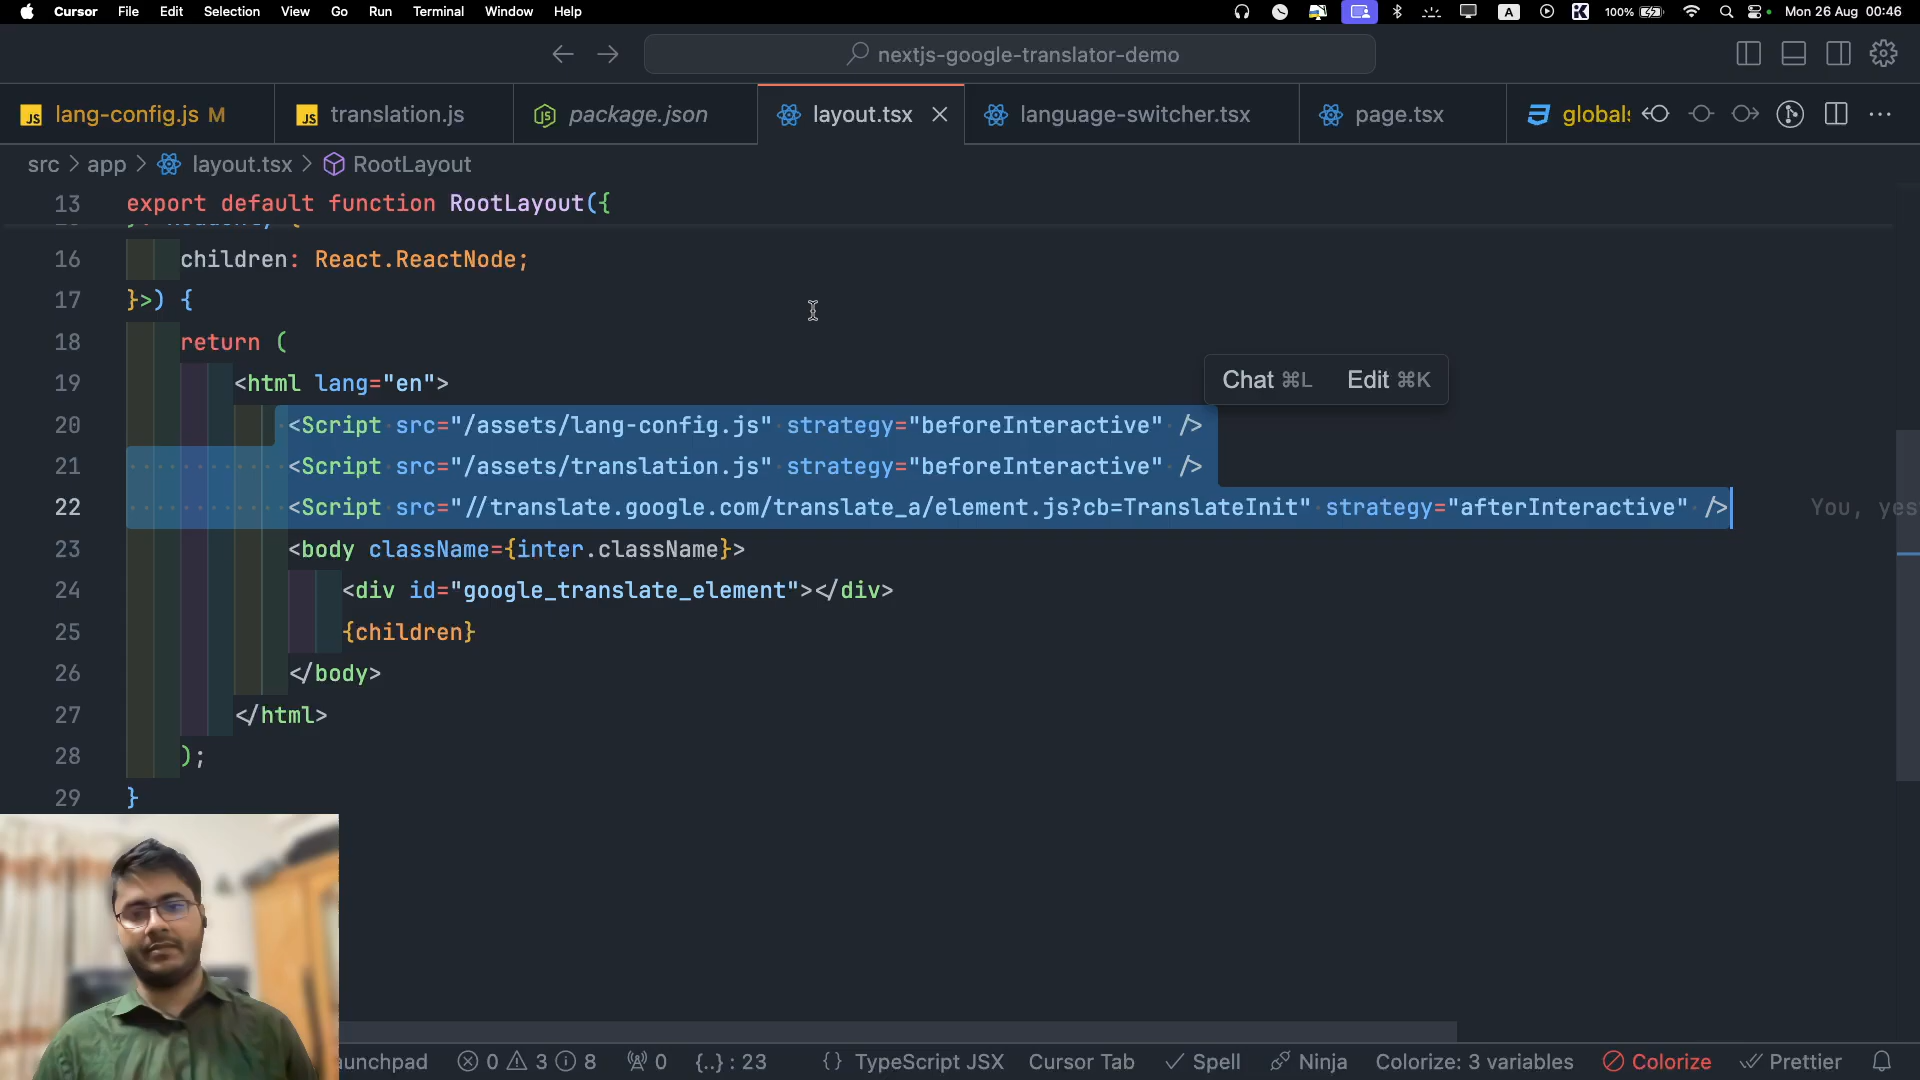 Cursor File Edit Selection View Go Run Terminal Window Help A 100% Mon 26 Aug 00:46
nextjs-google-translator-demo
JS lang-config.js M JS translation.js package.json layout.tsx language-switcher.tsx page.tsx globals
src > app > layout.tsx > RootLayout
13 export default function RootLayout({
16 children: React.ReactNode;
17 }>) {
18 return (
19 <html lang="en">
Chat ⌘L Edit ⌘K
20 <Script src="/assets/lang-config.js" strategy="beforeInteractive" />
21 <Script src="/assets/translation.js" strategy="beforeInteractive" />
22 <Script src="//translate.google.com/translate_a/element.js?cb=TranslateInit" strategy="afterInteractive" /> You, yes
23 <body className={inter.className}>
24 <div id="google_translate_element"></div>
25 {children}
26 </body>
27 </html>
28 );
29 }
aunchpad 0 3 8 0 {..} : 23 {} TypeScript JSX Cursor Tab Spell Ninja Colorize: 3 variables Colorize Prettier